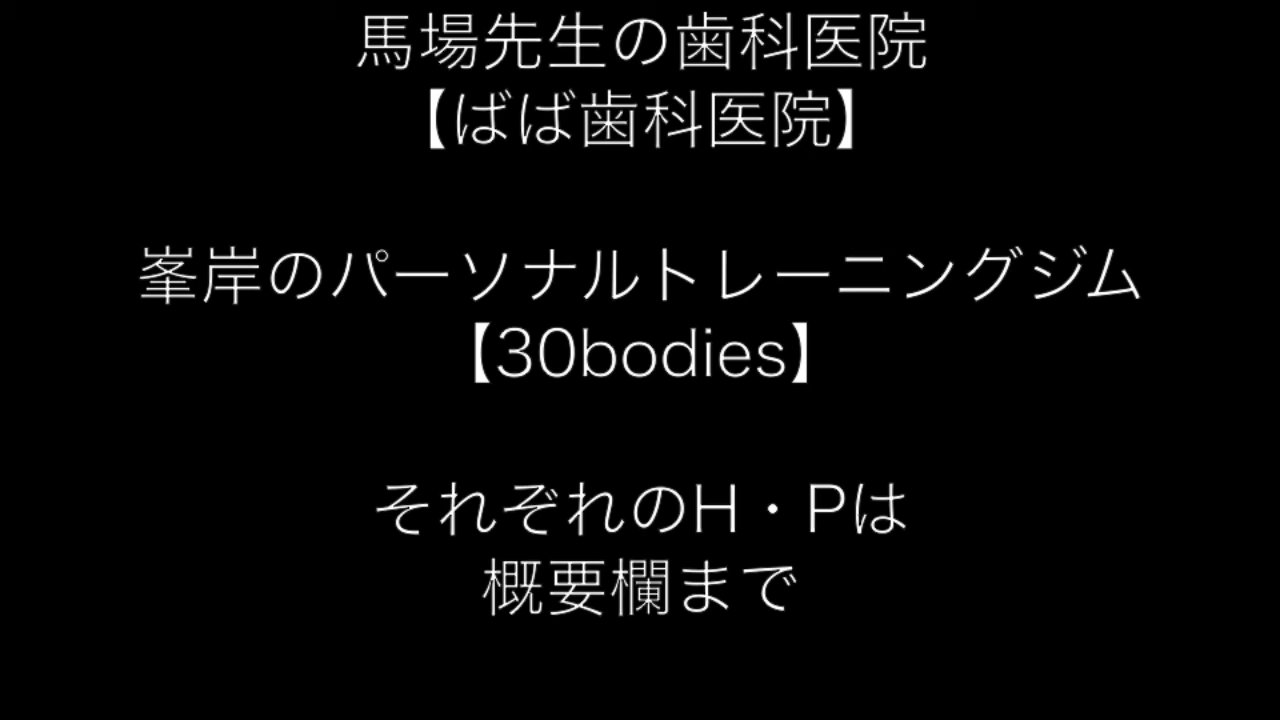 馬場先生の歯科医院
【ばば歯科医院】
峯岸のパーソナルトレーニングジム
【30bodies】
それぞれのH・Pは
概要欄まで